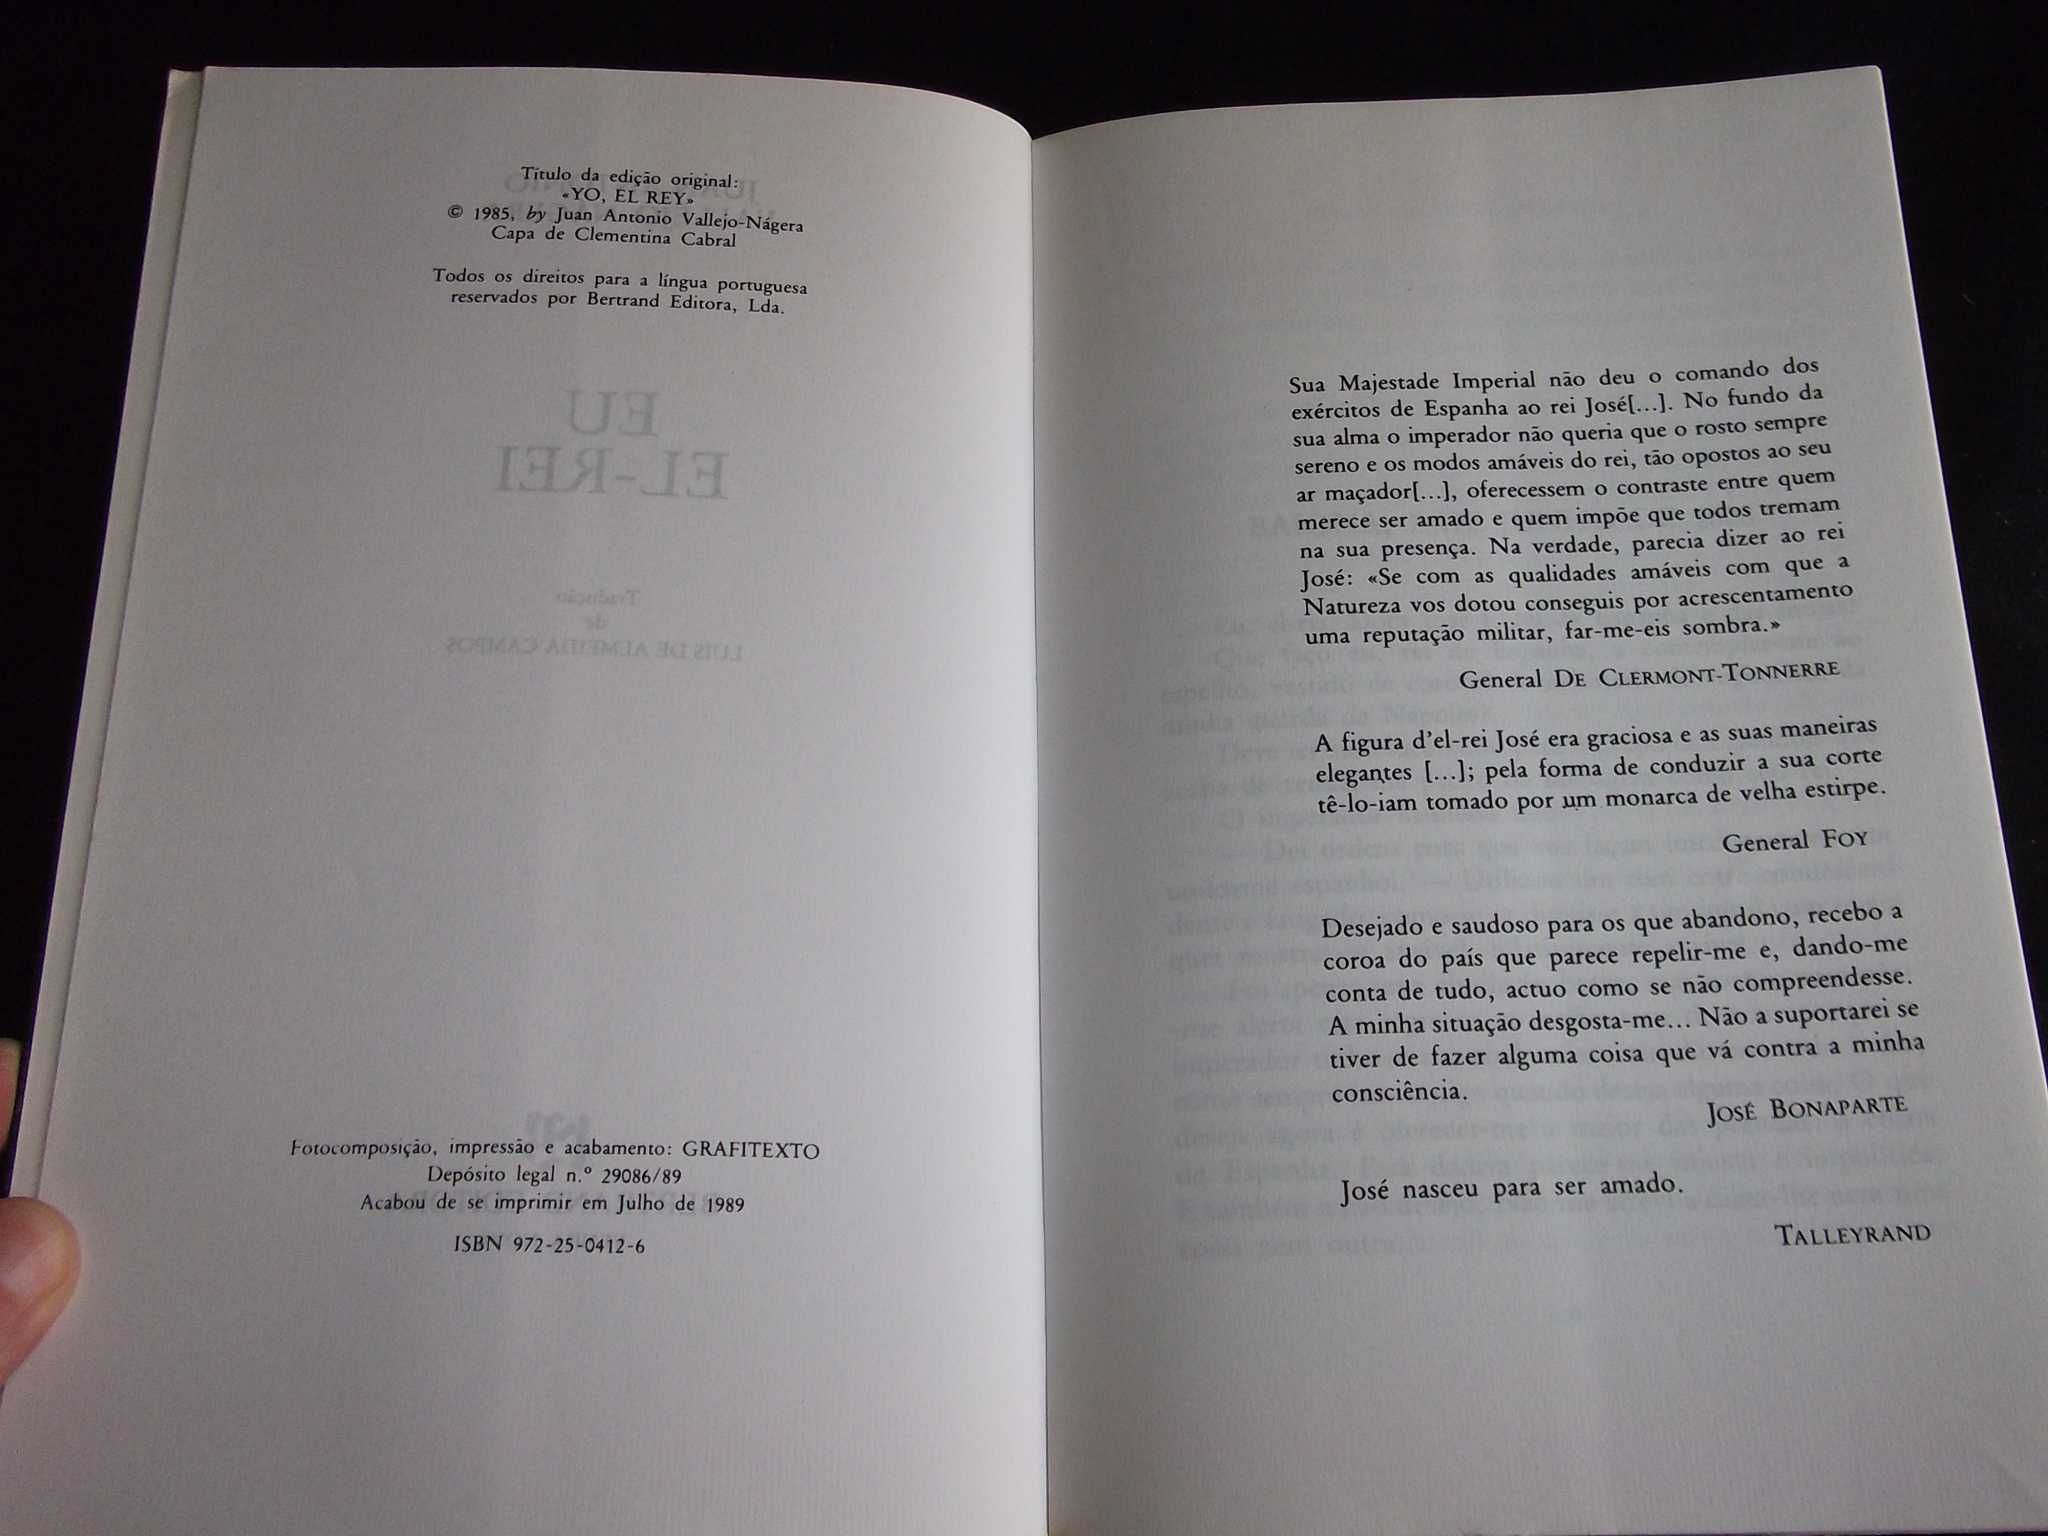 Título da edição original:
«YO, EL REY»
© 1985, by Juan Antonio Vallejo-Nágera
Capa de Clementina Cabral
Todos os direitos para a língua portuguesa
reservados por Bertrand Editora, Lda.
EU
EL-REI
Tradução
de
LUÍS DE ALMEIDA CAMPOS
Fotocomposição, impressão e acabamento: GRAFITEXTO
Depósito legal n.º 29086/89
Acabou de se imprimir em Julho de 1989
ISBN 972-25-0412-6
Sua Majestade Imperial não deu o comando dos
exércitos de Espanha ao rei José[...]. No fundo da
sua alma o imperador não queria que o rosto sempre
sereno e os modos amáveis do rei, tão opostos ao seu
ar maçador[...], oferecessem o contraste entre quem
merece ser amado e quem impõe que todos tremam
na sua presença. Na verdade, parecia dizer ao rei
José: «Se com as qualidades amáveis com que a
Natureza vos dotou conseguis por acrescentamento
uma reputação militar, far-me-eis sombra.»
General DE CLERMONT-TONNERRE
A figura d'el-rei José era graciosa e as suas maneiras
elegantes [...]; pela forma de conduzir a sua corte
tê-lo-iam tomado por um monarca de velha estirpe.
General FOY
Desejado e saudoso para os que abandono, recebo a
coroa do país que parece repelir-me e, dando-me
conta de tudo, actuo como se não compreendesse.
A minha situação desgosta-me... Não a suportarei se
tiver de fazer alguma coisa que vá contra a minha
consciência.
JOSÉ BONAPARTE
José nasceu para ser amado.
TALLEYRAND